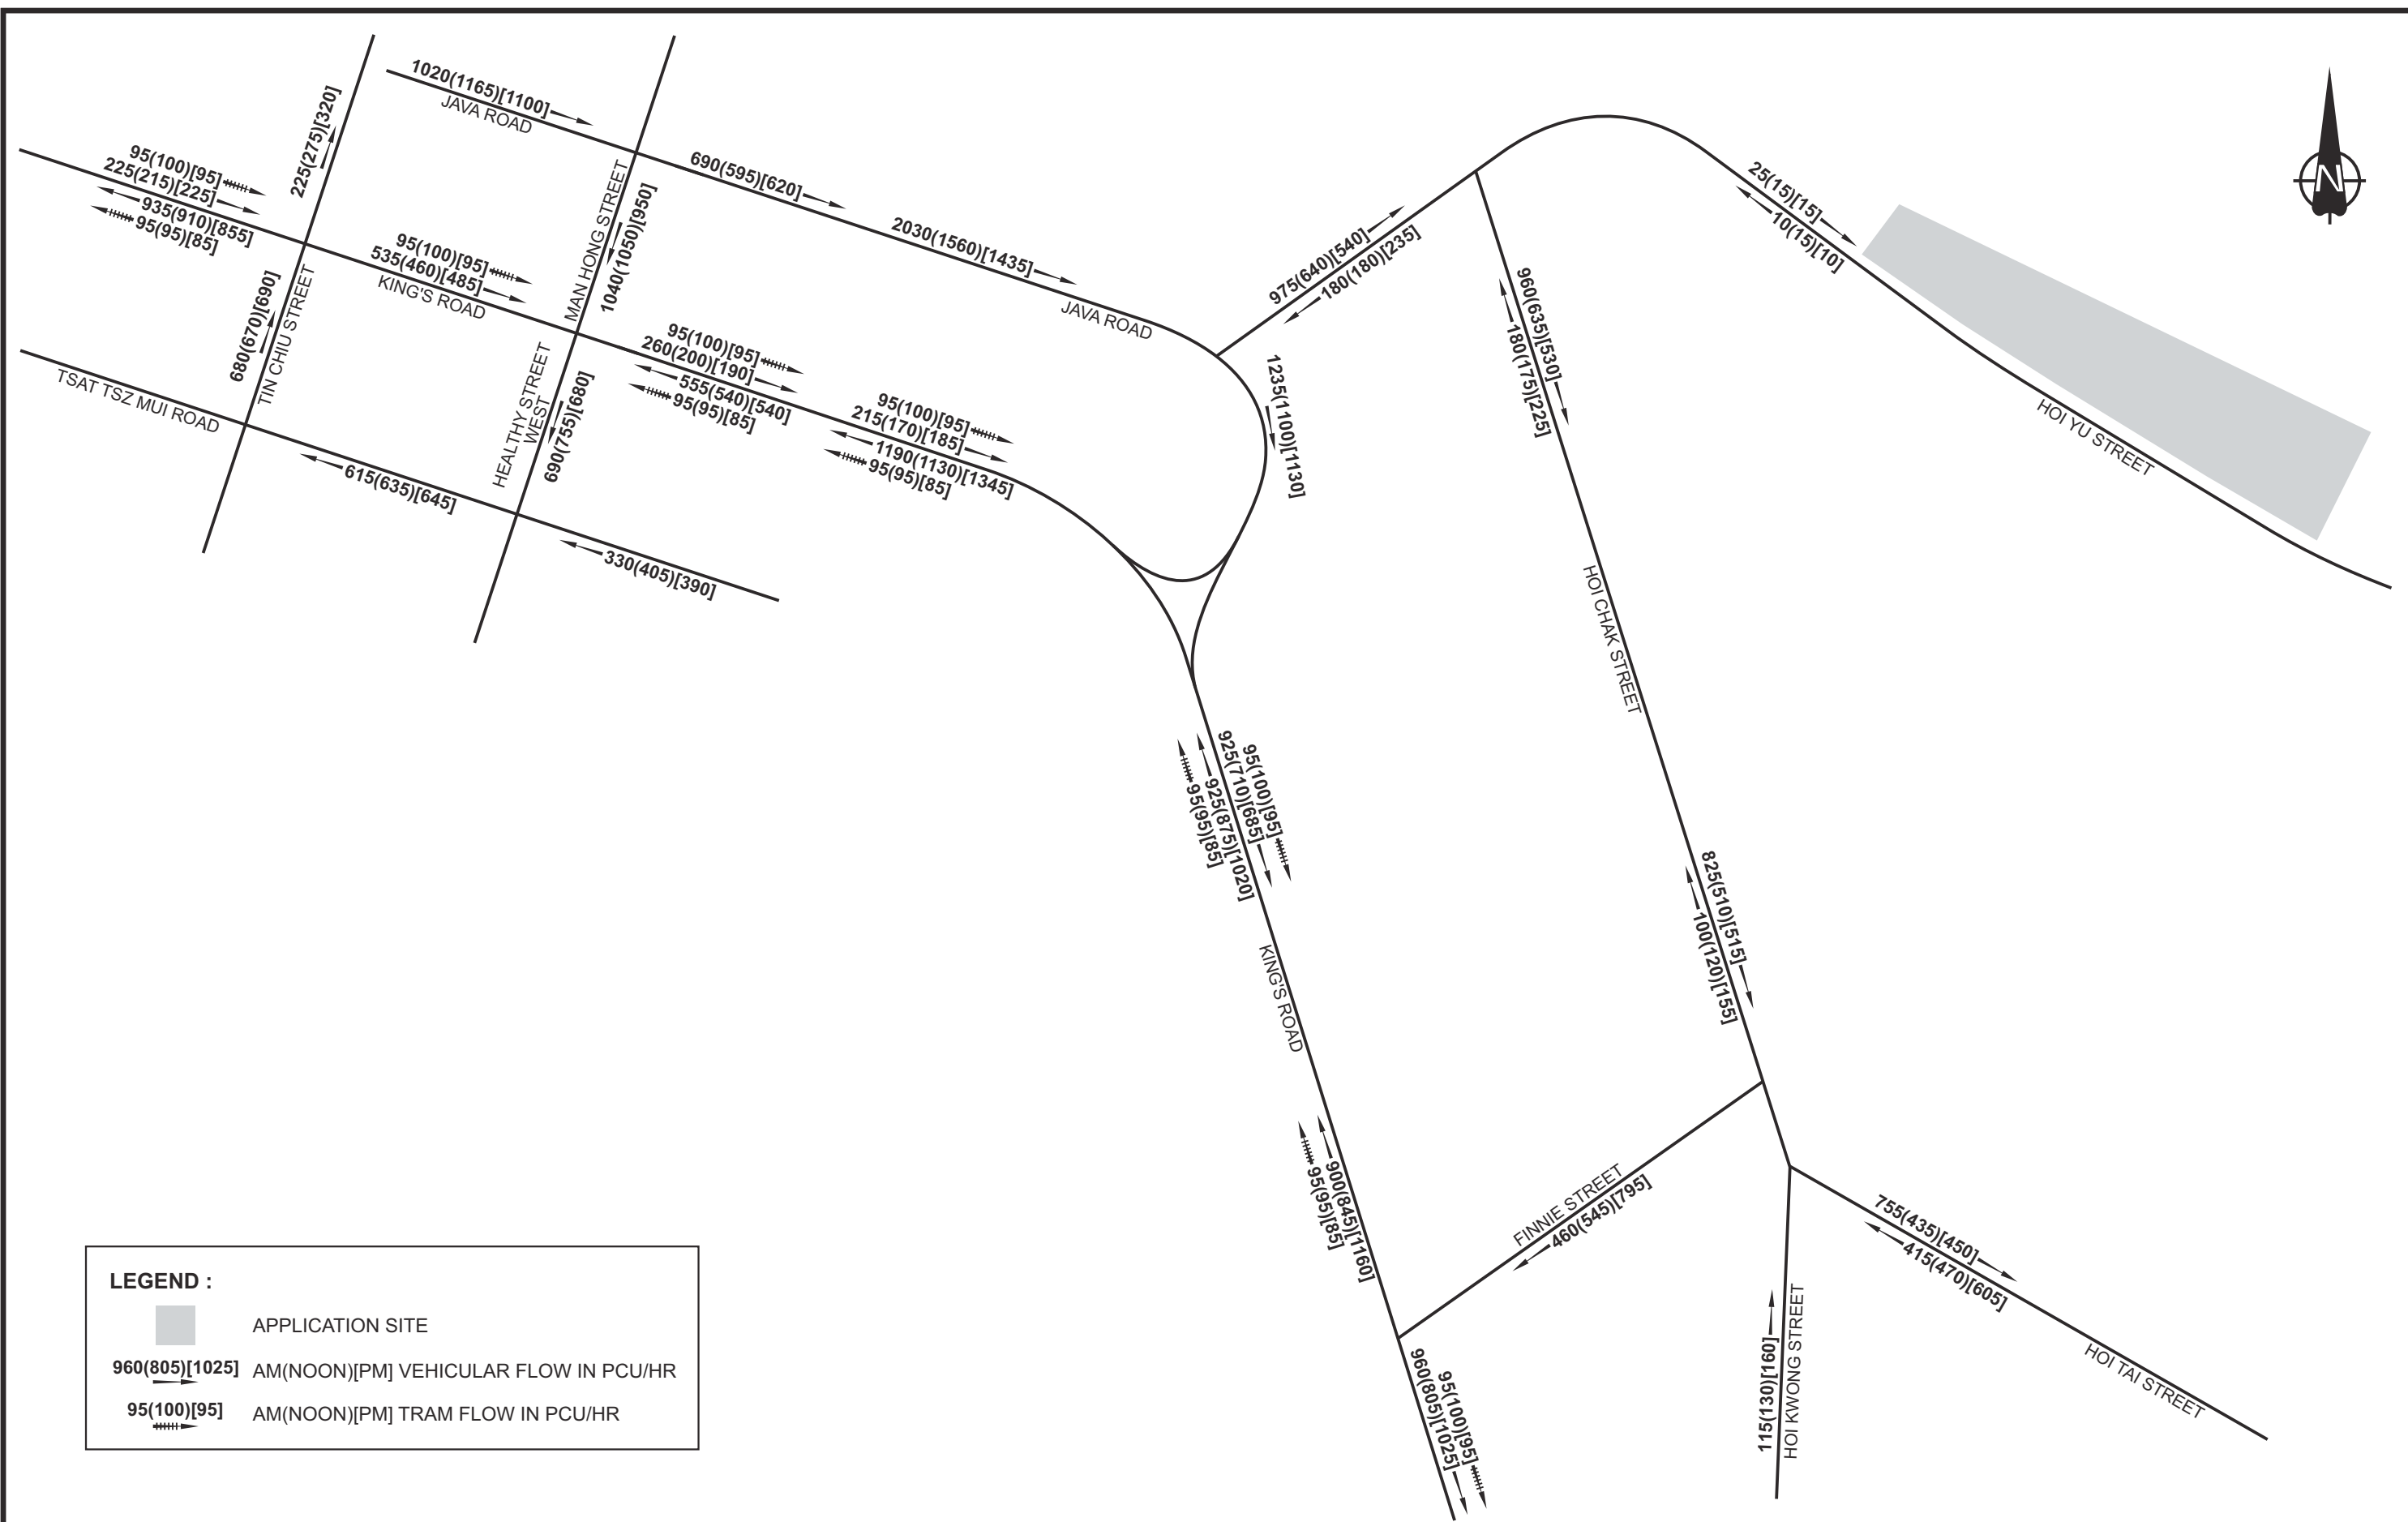 1020(1165)[1100]
JAVA ROAD
225(275)[320]
95(100)[95]
225(215)[225]
935(910)[855]
95(95)[85]
690(595)[620]
2030(1560)[1435]
JAVA ROAD
MAN HONG STREET
1040(1050)[950]
95(100)[95]
535(460)[485]
KING'S ROAD
680(670)[690]
TIN CHIU STREET
TSAT TSZ MUI ROAD
95(100)[95]
260(200)[190]
555(540)[540]
95(95)[85]
HEALTHY STREET
WEST
690(755)[680]
95(100)[95]
215(170)[185]
1190(1130)[1345]
95(95)[85]
615(635)[645]
330(405)[390]
975(640)[540]
180(180)[235]
1235(1100)[1130]
25(15)[15]
10(15)[10]
N
960(635)[530]
180(175)[225]
HOI YU STREET
HOI CHAK STREET
95(100)[95]
925(710)[685]
925(875)[1020]
95(95)[85]
KING'S ROAD
825(510)[515]
100(120)[155]
900(845)[1160]
95(95)[85]
FINNIE STREET
460(545)[795]
755(435)[450]
415(470)[605]
HOI TAI STREET
115(130)[160]
HOI KWONG STREET
95(100)[95]
960(805)[1025]
LEGEND :
APPLICATION SITE
960(805)[1025] AM(NOON)[PM] VEHICULAR FLOW IN PCU/HR
95(100)[95] AM(NOON)[PM] TRAM FLOW IN PCU/HR